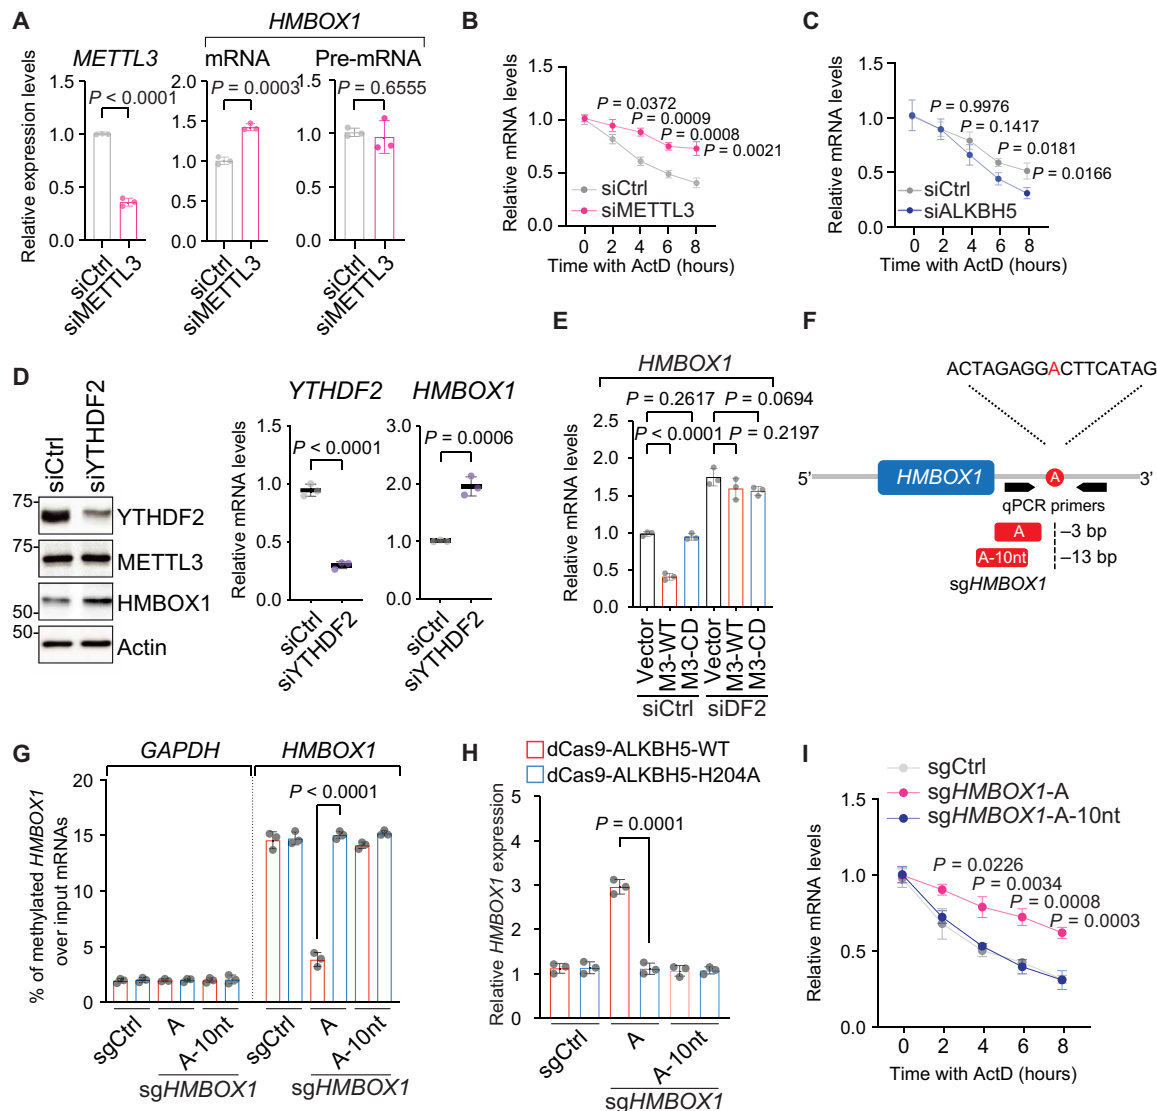 A
HMBOX1
METTL3
mRNA
Pre-mRNA
Relative expression levels
1.5
1.0
0.5
0.0
P < 0.0001
siCtrl
siMETTL3
2.0
1.5
1.0
0.5
0.0
P = 0.0003
siCtrl
siMETTL3
1.5
1.0
0.5
0.0
P = 0.6555
siCtrl
siMETTL3
B
Relative mRNA levels
1.5
1.0
0.5
0.0
P = 0.0372
P = 0.0009
P = 0.0008
P = 0.0021
siCtrl
siMETTL3
0 2 4 6 8
Time with ActD (hours)
C
Relative mRNA levels
1.5
1.0
0.5
0.0
P = 0.9976
P = 0.1417
P = 0.0181
P = 0.0166
siCtrl
siALKBH5
0 2 4 6 8
Time with ActD (hours)
D
siCtrl
siYTHDF2
75
YTHDF2
75
METTL3
50
HMBOX1
50
Actin
YTHDF2
Relative mRNA levels
1.5
1.0
0.5
0.0
P < 0.0001
siCtrl
siYTHDF2
HMBOX1
3.0
2.0
1.0
0.0
P = 0.0006
siCtrl
siYTHDF2
E
HMBOX1
Relative mRNA levels
2.5
2.0
1.5
1.0
0.5
0.0
P = 0.2617
P = 0.0694
P < 0.0001
P = 0.2197
Vector
M3-WT
M3-CD
Vector
M3-WT
M3-CD
siCtrl
siDF2
F
ACTAGAGGACTTCATAG
5’
HMBOX1
A
3’
qPCR primers
A
–3 bp
A-10nt
–13 bp
sgHMBOX1
G
GAPDH
HMBOX1
% of methylated HMBOX1
over input mRNAs
20
15
10
5
0
P < 0.0001
sgCtrl
A
A-10nt
sgHMBOX1
sgCtrl
A
A-10nt
sgHMBOX1
H
dCas9-ALKBH5-WT
dCas9-ALKBH5-H204A
Relative HMBOX1 expression
5
4
3
2
1
0
P = 0.0001
sgCtrl
A
A-10nt
sgHMBOX1
I
sgCtrl
sgHMBOX1-A
sgHMBOX1-A-10nt
Relative mRNA levels
1.5
1.0
0.5
0.0
P = 0.0226
P = 0.0034
P = 0.0008
P = 0.0003
0 2 4 6 8
Time with ActD (hours)